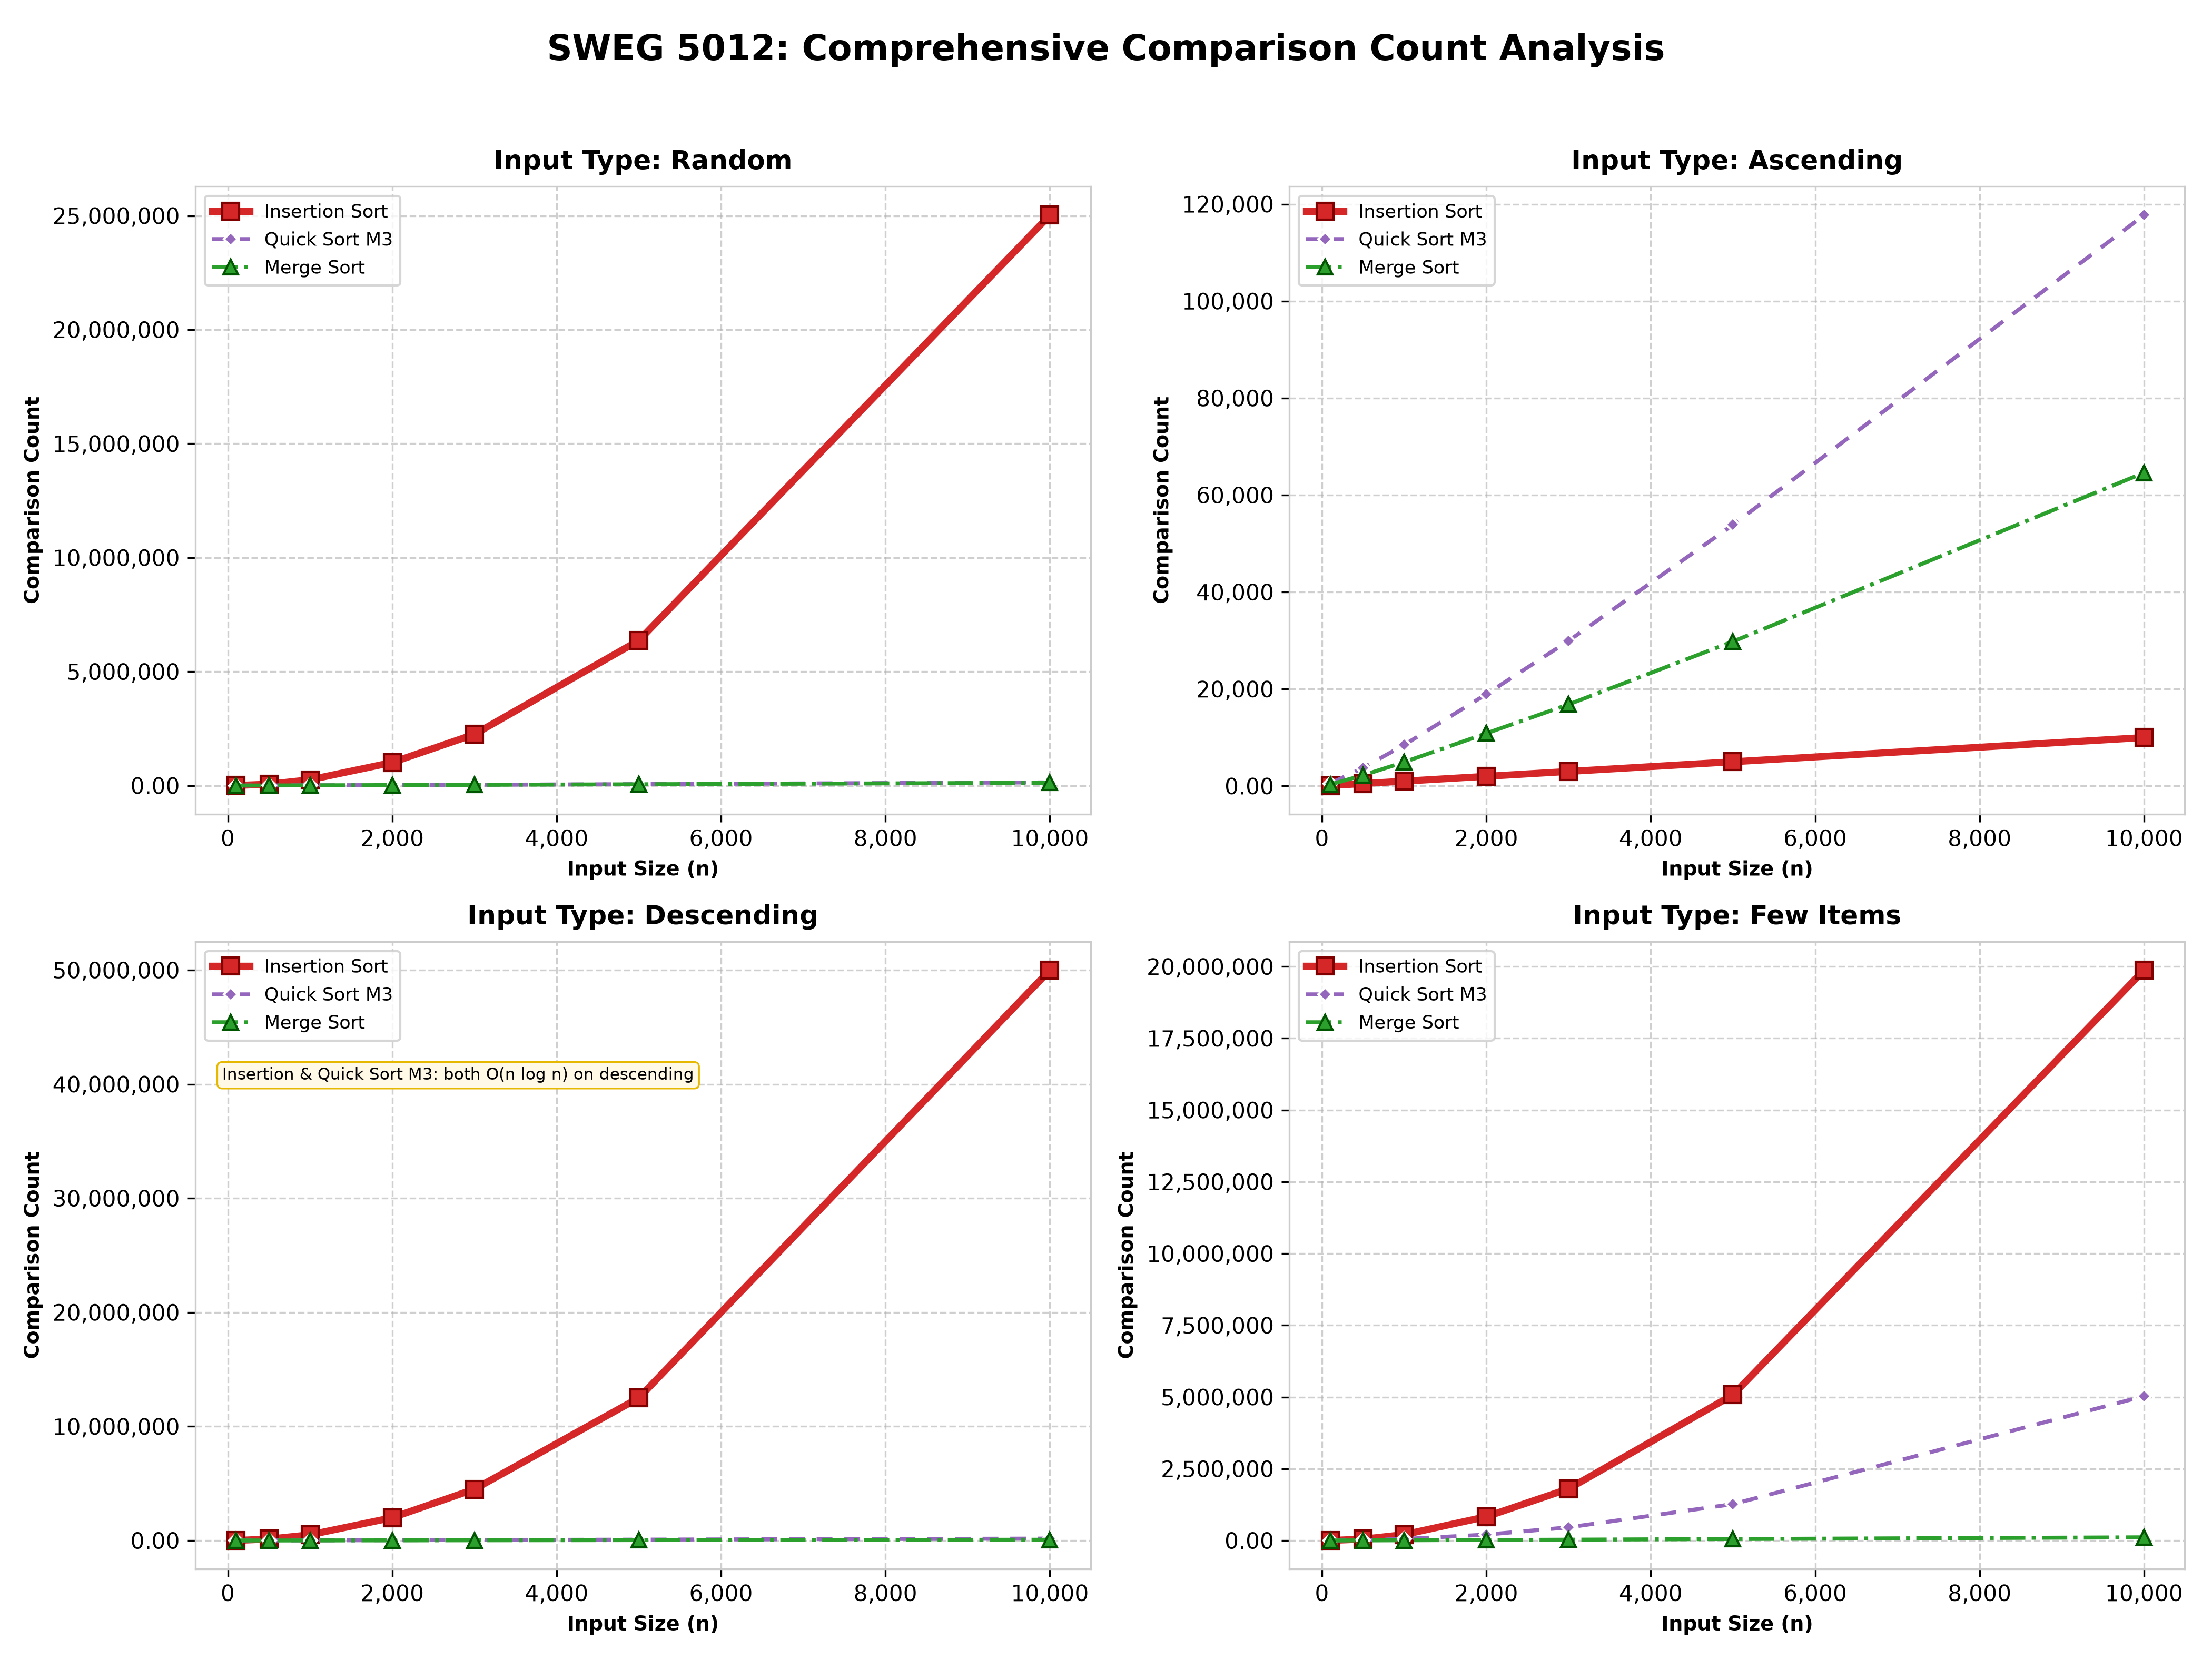 SWEG 5012: Comprehensive Comparison Count Analysis
Input Type: Random
Insertion Sort
Quick Sort M3
Merge Sort
25,000,000
20,000,000
15,000,000
10,000,000
5,000,000
0.00
Comparison Count
0 2,000 4,000 6,000 8,000 10,000
Input Size (n)
Input Type: Ascending
Insertion Sort
Quick Sort M3
Merge Sort
120,000
100,000
80,000
60,000
40,000
20,000
0.00
Comparison Count
0 2,000 4,000 6,000 8,000 10,000
Input Size (n)
Input Type: Descending
Insertion Sort
Quick Sort M3
Merge Sort
Insertion & Quick Sort M3: both O(n log n) on descending
50,000,000
40,000,000
30,000,000
20,000,000
10,000,000
0.00
Comparison Count
0 2,000 4,000 6,000 8,000 10,000
Input Size (n)
Input Type: Few Items
Insertion Sort
Quick Sort M3
Merge Sort
20,000,000
17,500,000
15,000,000
12,500,000
10,000,000
7,500,000
5,000,000
2,500,000
0.00
Comparison Count
0 2,000 4,000 6,000 8,000 10,000
Input Size (n)